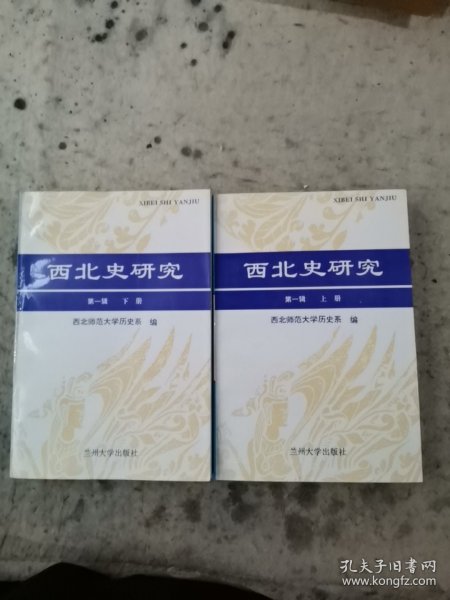 XIBEI SHI YANJIU
西北史研究
第一辑 下册
西北师范大学历史系 编
兰州大学出版社
XIBEI SHI YANJIU
西北史研究
第一辑 上册
西北师范大学历史系 编
兰州大学出版社
孔夫子旧书网
www.kongfz.com